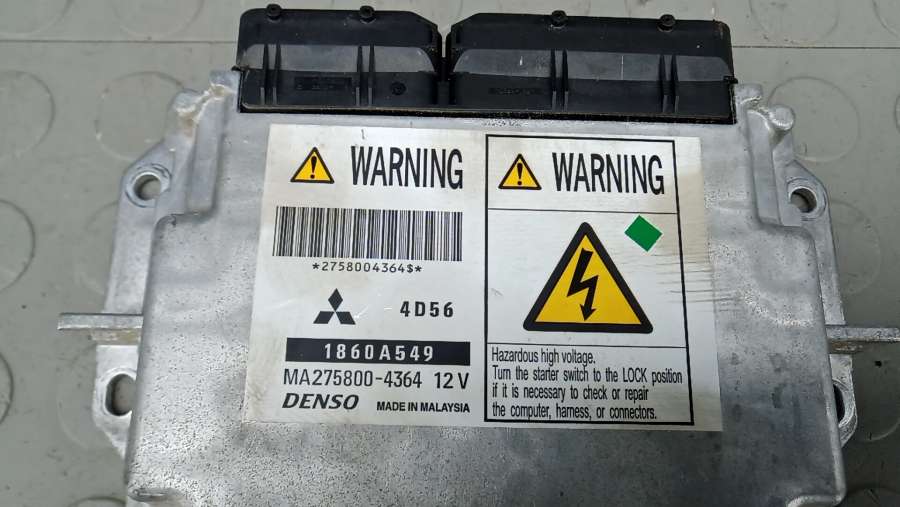 WARNING
*2758004364$*
4D56
1860A549
MA275800-4364 12V
DENSO MADE IN MALAYSIA
WARNING
Hazardous high voltage.
Turn the starter switch to the LOCK position
if it is necessary to check or repair
the computer, harness, or connectors.